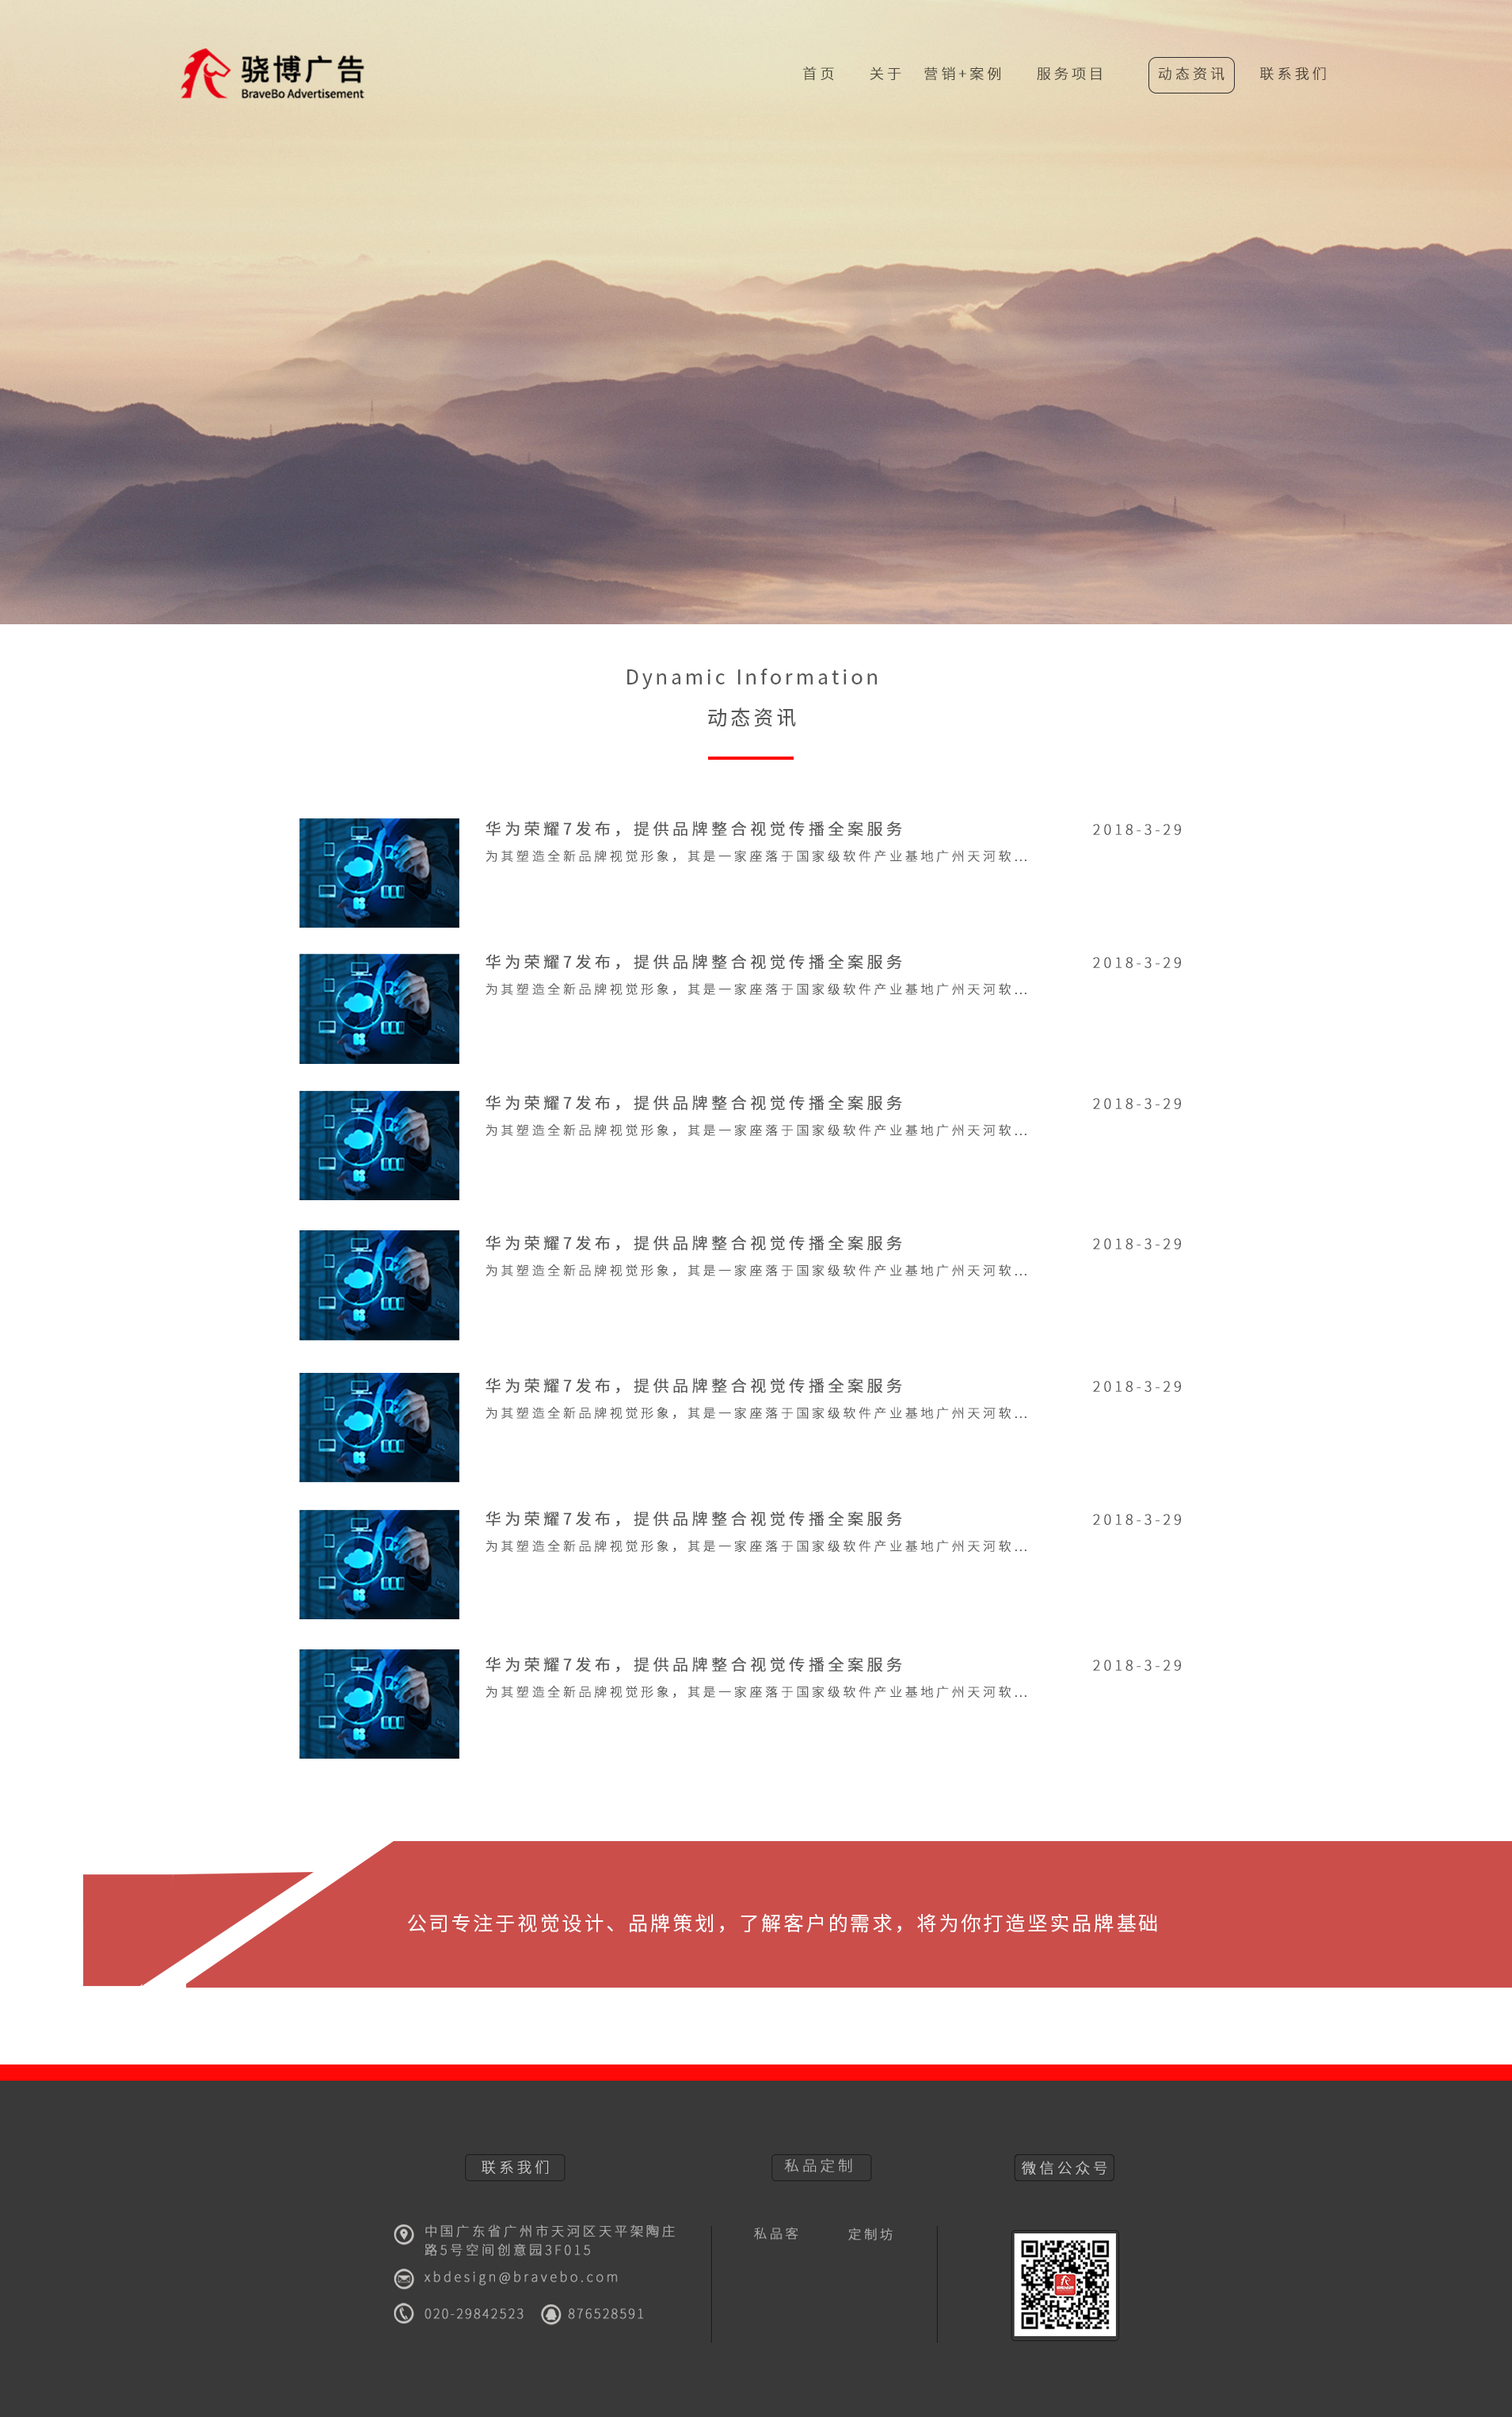 骁博广告
BraveBo Advertisement
首页 关于 营销+案例 服务项目 动态资讯 联系我们
Dynamic Information
动态资讯
华为荣耀7发布，提供品牌整合视觉传播全案服务 2018-3-29
为其塑造全新品牌视觉形象，其是一家座落于国家级软件产业基地广州天河软...
华为荣耀7发布，提供品牌整合视觉传播全案服务 2018-3-29
为其塑造全新品牌视觉形象，其是一家座落于国家级软件产业基地广州天河软...
华为荣耀7发布，提供品牌整合视觉传播全案服务 2018-3-29
为其塑造全新品牌视觉形象，其是一家座落于国家级软件产业基地广州天河软...
华为荣耀7发布，提供品牌整合视觉传播全案服务 2018-3-29
为其塑造全新品牌视觉形象，其是一家座落于国家级软件产业基地广州天河软...
华为荣耀7发布，提供品牌整合视觉传播全案服务 2018-3-29
为其塑造全新品牌视觉形象，其是一家座落于国家级软件产业基地广州天河软...
华为荣耀7发布，提供品牌整合视觉传播全案服务 2018-3-29
为其塑造全新品牌视觉形象，其是一家座落于国家级软件产业基地广州天河软...
华为荣耀7发布，提供品牌整合视觉传播全案服务 2018-3-29
为其塑造全新品牌视觉形象，其是一家座落于国家级软件产业基地广州天河软...
公司专注于视觉设计、品牌策划，了解客户的需求，将为你打造坚实品牌基础
联系我们
中国广东省广州市天河区天平架陶庄
路5号空间创意园3F015
xbdesign@bravebo.com
020-29842523 876528591
私品定制
私品客 定制坊
微信公众号